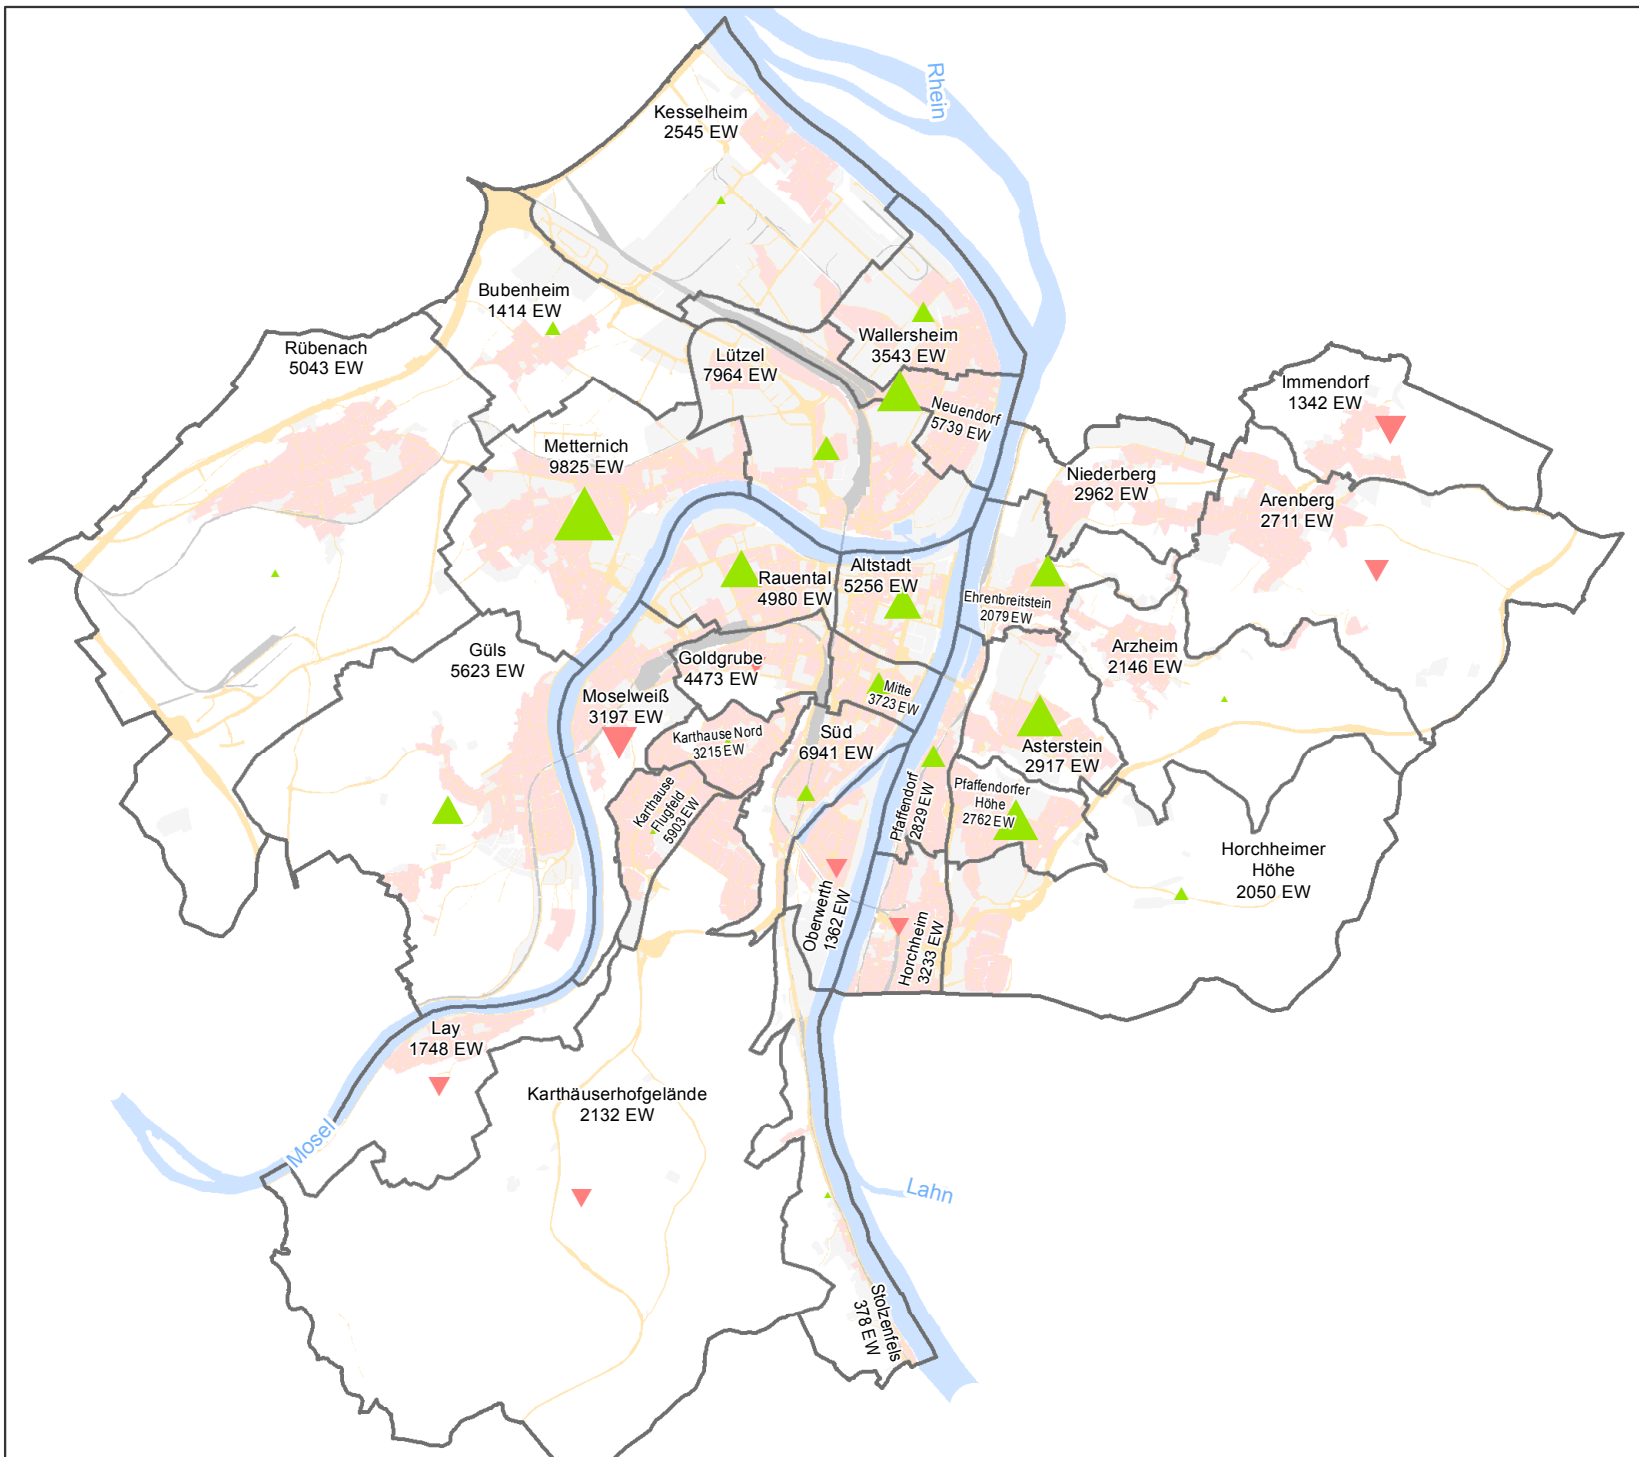 Rhein
Kesselheim
2545 EW
Bubenheim
1414 EW
Rübenach
5043 EW
Wallersheim
3543 EW
Lützel
7964 EW
Immendorf
1342 EW
Neuendorf
5739 EW
Metternich
9825 EW
Niederberg
2962 EW
Arenberg
2711 EW
Altstadt
5256 EW
Rauental
4980 EW
Ehrenbreitstein
2079 EW
Güls
5623 EW
Goldgrube
4473 EW
Arzheim
2146 EW
Moselweiß
3197 EW
Mitte
3723 EW
Karthause Nord
3215 EW
Süd
6941 EW
Asterstein
2917 EW
Karthause
Flugfeld
5903 EW
Pfaffendorf
2829 EW
Pfaffendorfer
Höhe
2762 EW
Horchheimer
Höhe
2050 EW
Oberwerth
1362 EW
Horchheim
3233 EW
Lay
1748 EW
Karthäuserhofgelände
2132 EW
Mosel
Lahn
Stolzenfels
378 EW